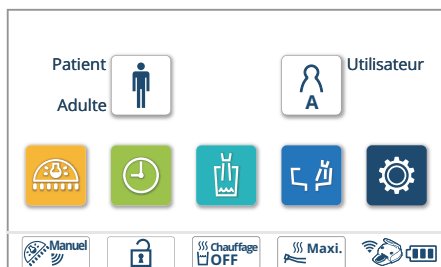 Patient
Utilisateur
Adulte
A
Manuel
Chauffage
OFF
Maxi.